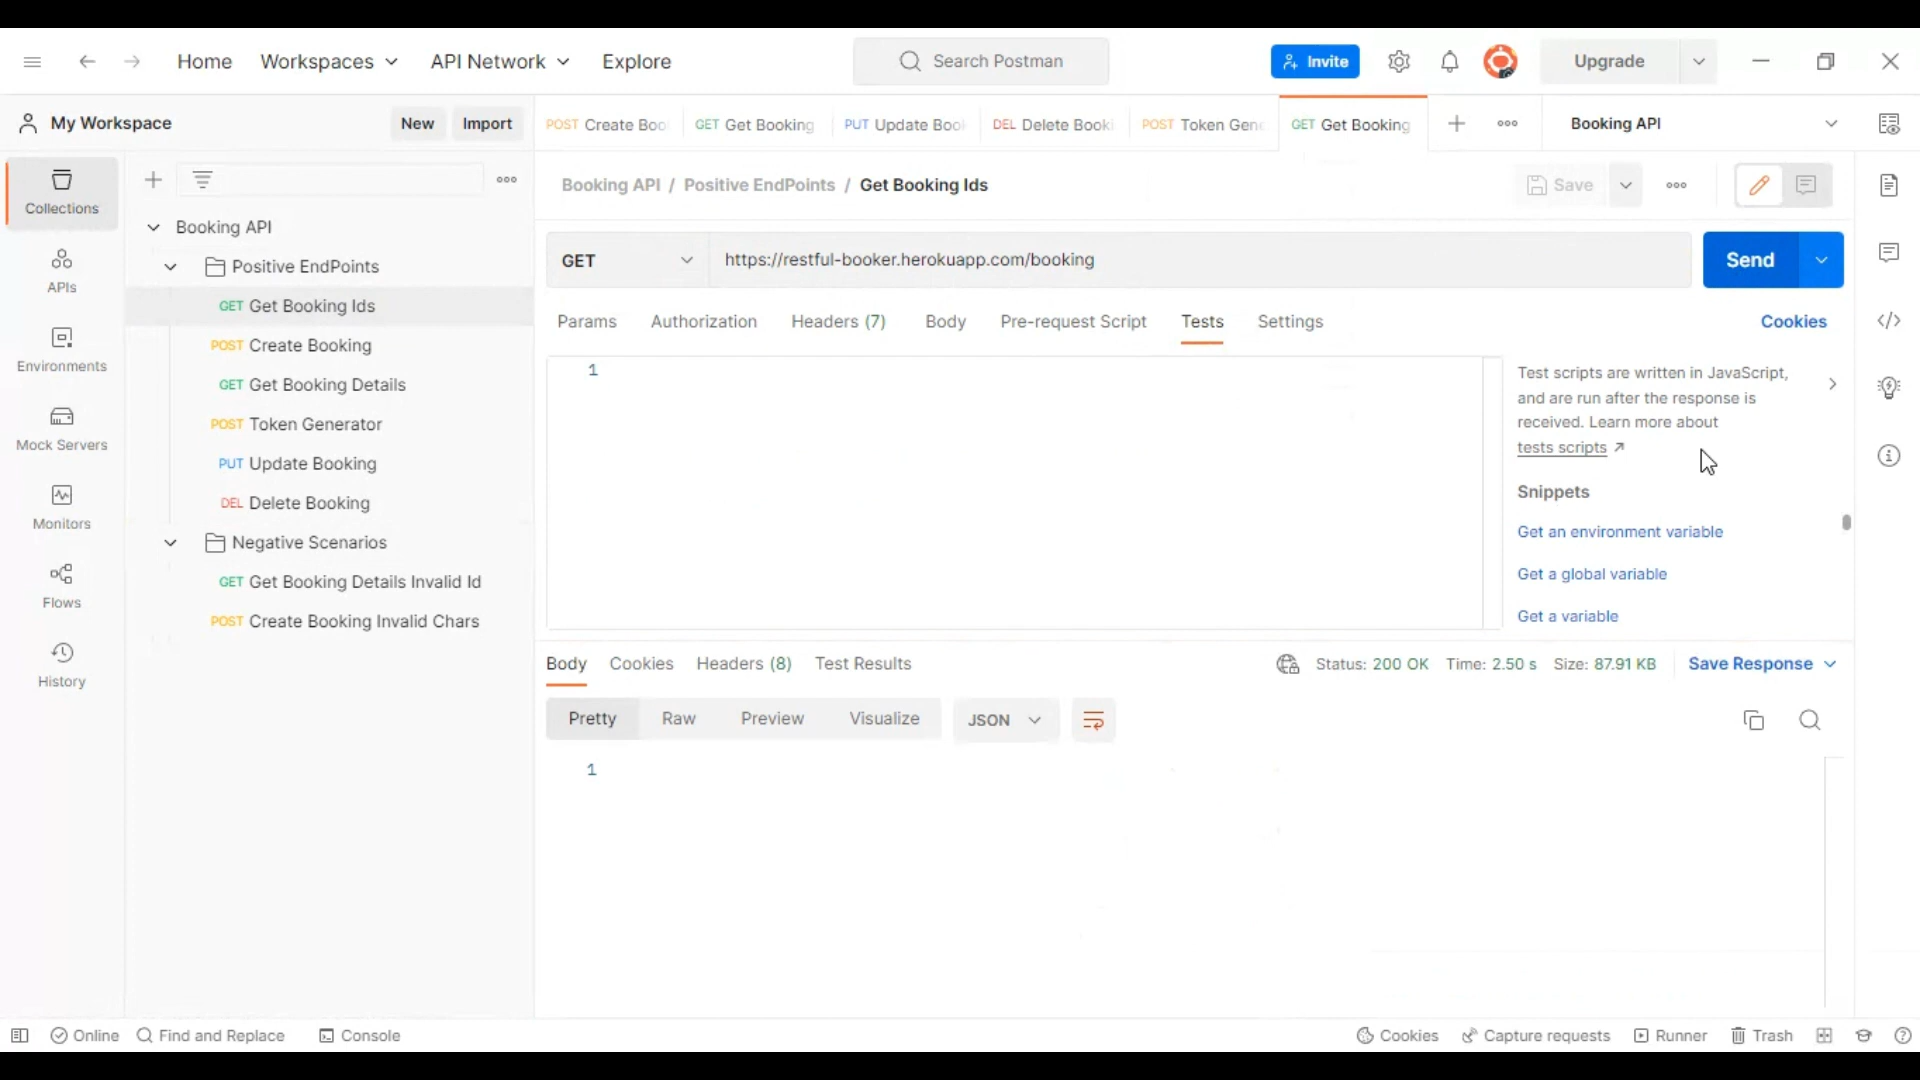 Home
Workspaces
API Network
Explore
Search Postman
Invite
Upgrade
My Workspace
New
Import
POST Create Boo
GET Get Booking
PUT Update Boo
DEL Delete Booki
POST Token Gene
GET Get Booking
Booking API
Collections
APIs
Environments
Mock Servers
Monitors
Flows
History
Booking API
Positive EndPoints
GET Get Booking Ids
POST Create Booking
GET Get Booking Details
POST Token Generator
PUT Update Booking
DEL Delete Booking
Negative Scenarios
GET Get Booking Details Invalid Id
POST Create Booking Invalid Chars
Booking API / Positive EndPoints / Get Booking Ids
Save
GET
https://restful-booker.herokuapp.com/booking
Send
Params
Authorization
Headers (7)
Body
Pre-request Script
Tests
Settings
Cookies
1
Test scripts are written in JavaScript,
and are run after the response is
received. Learn more about
tests scripts
Snippets
Get an environment variable
Get a global variable
Get a variable
Body
Cookies
Headers (8)
Test Results
Status: 200 OK
Time: 2.50 s
Size: 87.91 KB
Save Response
Pretty
Raw
Preview
Visualize
JSON
1
Online
Find and Replace
Console
Cookies
Capture requests
Runner
Trash